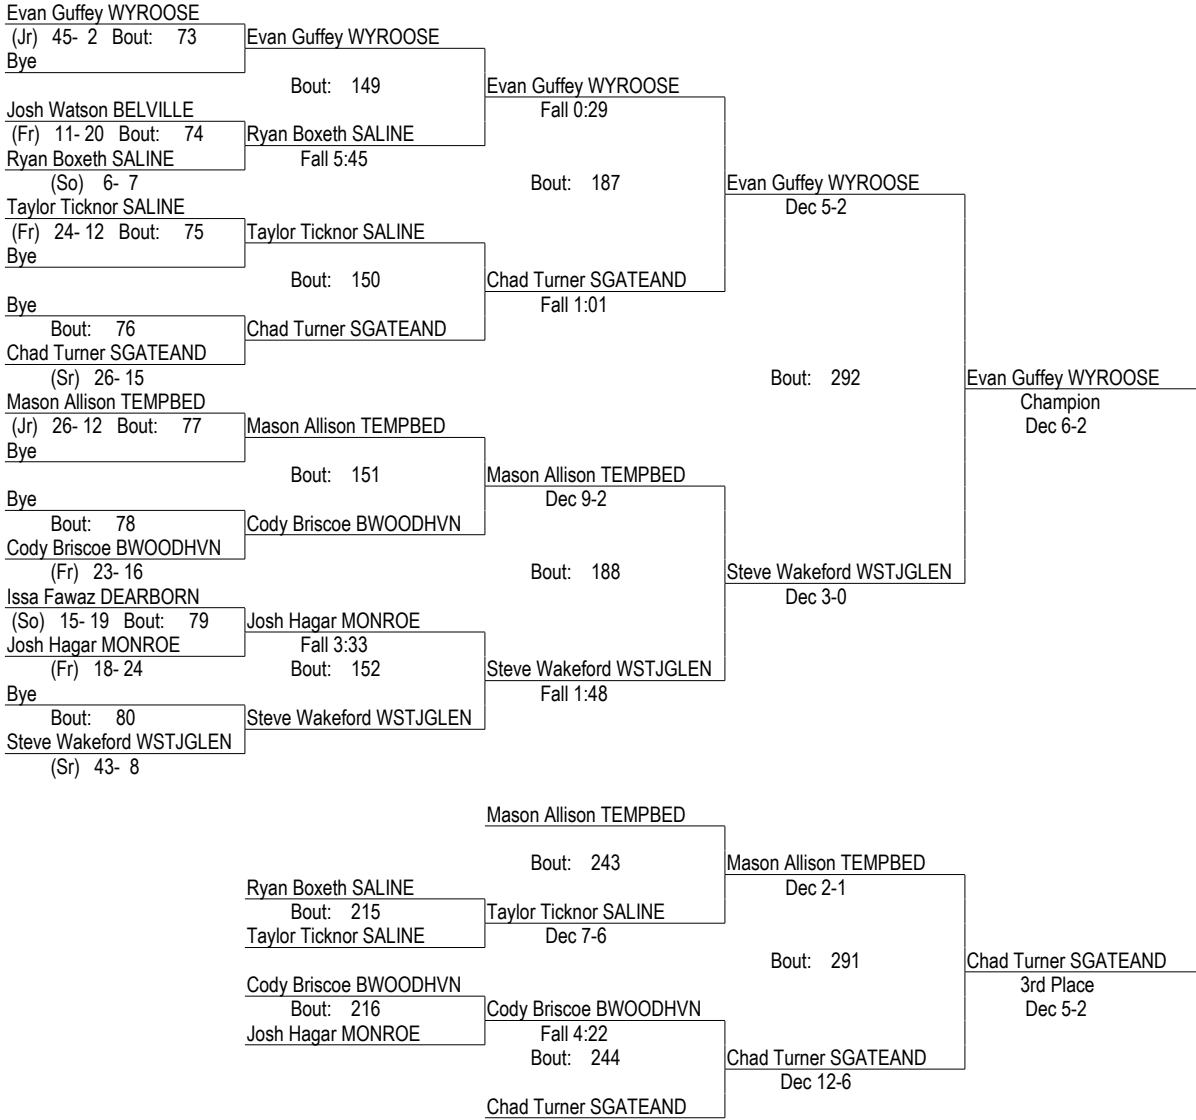 Evan Guffey WYROOSE
(Jr) 45- 2 Bout: 73 Evan Guffey WYROOSE
Bye
Bout: 149 Evan Guffey WYROOSE
Josh Watson BELVILLE Fall 0:29
(Fr) 11- 20 Bout: 74 Ryan Boxeth SALINE
Ryan Boxeth SALINE Fall 5:45
(So) 6- 7 Bout: 187 Evan Guffey WYROOSE
Taylor Ticknor SALINE Dec 5-2
(Fr) 24- 12 Bout: 75 Taylor Ticknor SALINE
Bye
Bout: 150 Chad Turner SGATEAND
Bye Fall 1:01
Bout: 76 Chad Turner SGATEAND
Chad Turner SGATEAND
(Sr) 26- 15 Bout: 292 Evan Guffey WYROOSE
Mason Allison TEMPBED Champion
(Jr) 26- 12 Bout: 77 Mason Allison TEMPBED Dec 6-2
Bye
Bout: 151 Mason Allison TEMPBED
Bye Dec 9-2
Bout: 78 Cody Briscoe BWOODHVN
Cody Briscoe BWOODHVN
(Fr) 23- 16 Bout: 188 Steve Wakeford WSTJGLEN
Issa Fawaz DEARBORN Dec 3-0
(So) 15- 19 Bout: 79 Josh Hagar MONROE
Josh Hagar MONROE Fall 3:33
(Fr) 18- 24 Bout: 152 Steve Wakeford WSTJGLEN
Bye Fall 1:48
Bout: 80 Steve Wakeford WSTJGLEN
Steve Wakeford WSTJGLEN
(Sr) 43- 8
Mason Allison TEMPBED
Bout: 243 Mason Allison TEMPBED
Ryan Boxeth SALINE Dec 2-1
Bout: 215 Taylor Ticknor SALINE
Taylor Ticknor SALINE Dec 7-6
Bout: 291 Chad Turner SGATEAND
Cody Briscoe BWOODHVN 3rd Place
Bout: 216 Cody Briscoe BWOODHVN Dec 5-2
Josh Hagar MONROE Fall 4:22
Bout: 244 Chad Turner SGATEAND
Dec 12-6
Chad Turner SGATEAND